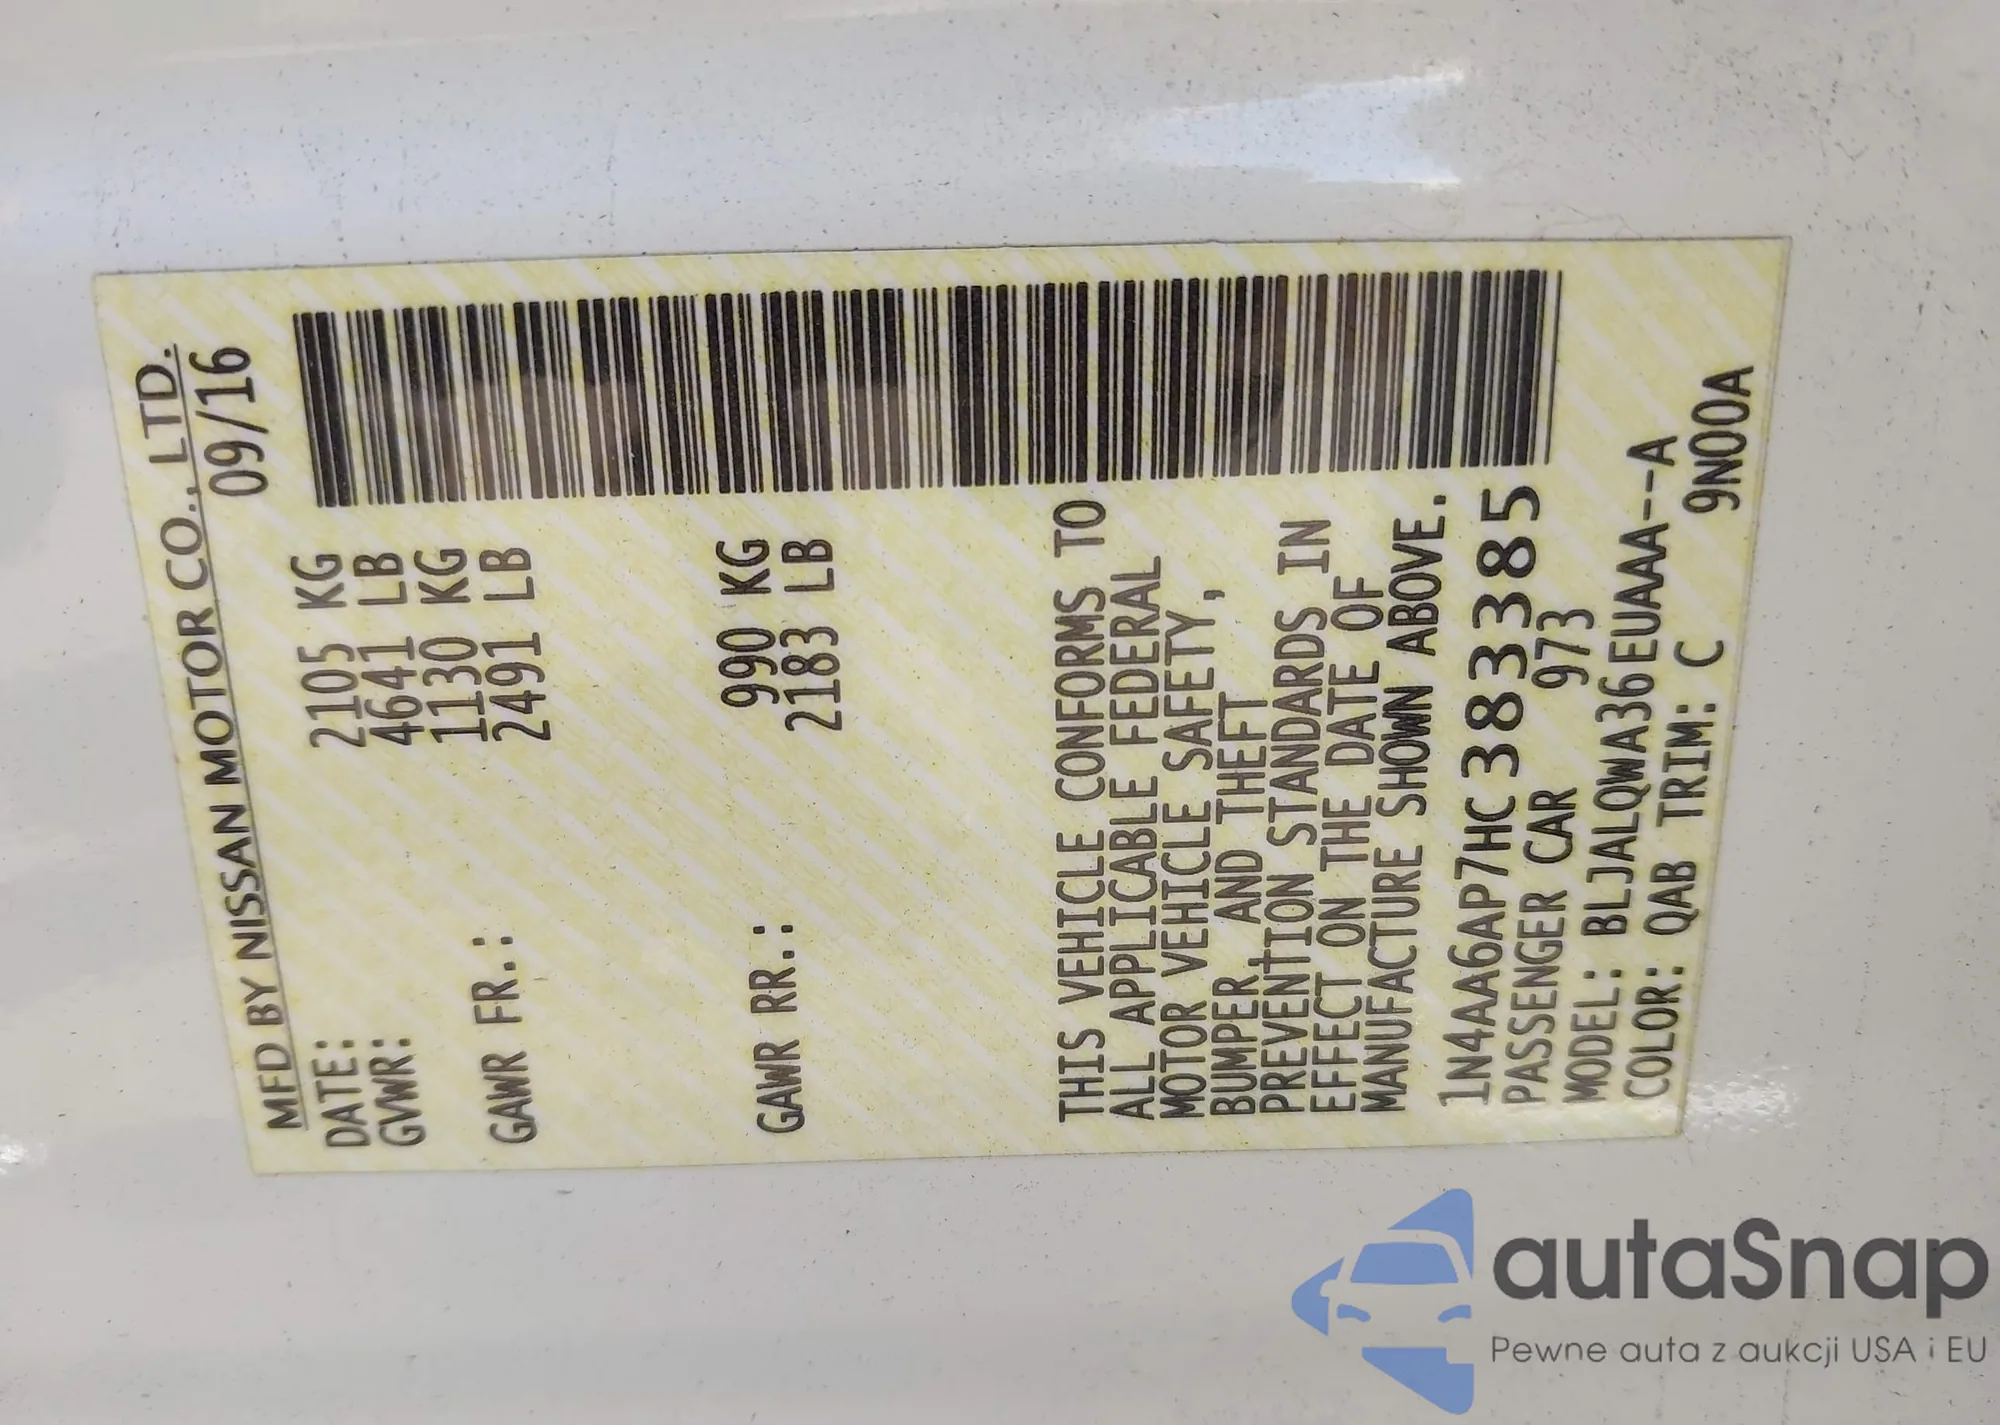 MFD BY NISSAN MOTOR CO., LTD.
DATE: 09/16
GVWR: 2105 KG
4641 LB
GAWR FR.: 1130 KG
2491 LB
GAWR RR.: 990 KG
2183 LB
THIS VEHICLE CONFORMS TO
ALL APPLICABLE FEDERAL
MOTOR VEHICLE SAFETY,
BUMPER, AND THEFT
PREVENTION STANDARDS IN
EFFECT ON THE DATE OF
MANUFACTURE SHOWN ABOVE.
1N4AA6AP7HC383385
PASSENGER CAR 973
MODEL: BLJALQWA36EUAAA--A
COLOR: QAB TRIM: C 9N00A
autaSnap
Pewne auta z aukcji USA i EU